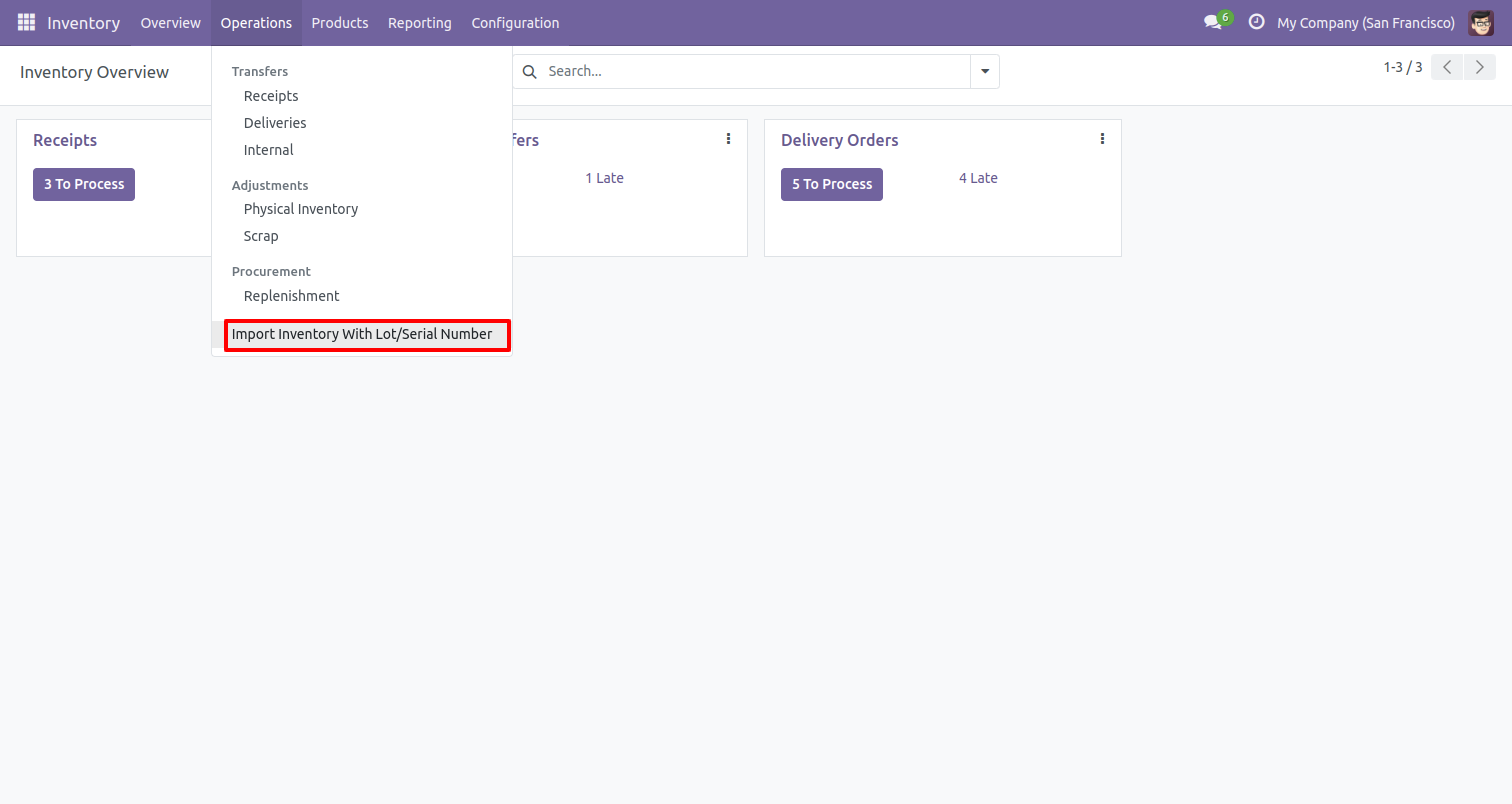 Inventory Overview Operations Products Reporting Configuration 6 My Company (San Francisco)
Inventory Overview
Search...
1-3 / 3
Transfers
Receipts
Deliveries
Internal
Adjustments
Physical Inventory
Scrap
Procurement
Replenishment
Import Inventory With Lot/Serial Number
Receipts
3 To Process
fers
1 Late
Delivery Orders
5 To Process
4 Late